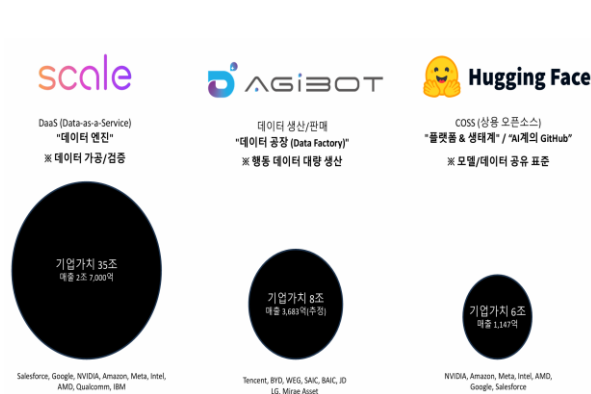 scale
DaaS (Data-as-a-Service)
"데이터 엔진"
※ 데이터 가공/검증
기업가치 35조
매출 2조 7,000억
Salesforce, Google, NVIDIA, Amazon, Meta, Intel,
AMD, Qualcomm, IBM
AGIBOT
데이터 생산/판매
"데이터 공장 (Data Factory)"
※ 행동 데이터 대량 생산
기업가치 8조
매출 3,683억(추정)
Tencent, BYD, WEG, SAIC, BAIC, JD
LG, Mirae Asset
Hugging Face
COSS (상용 오픈소스)
"플랫폼 & 생태계" / "AI계의 GitHub"
※ 모델/데이터 공유 표준
기업가치 6조
매출 1,147억
NVIDIA, Amazon, Meta, Intel, AMD,
Google, Salesforce